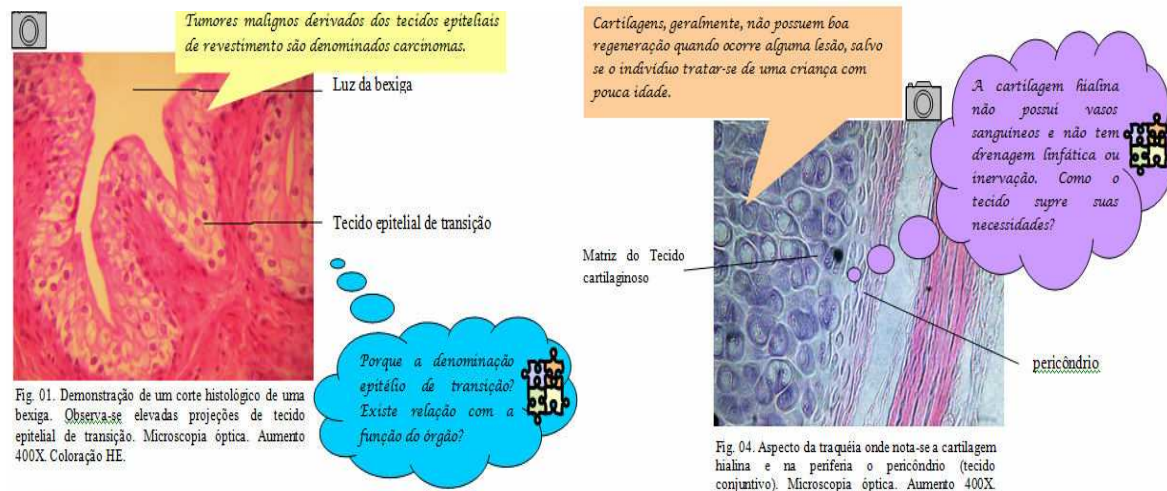 Tumores malignos derivados dos tecidos epiteliais
de revestimento são denominados carcinomas.
Luz da bexiga
Tecido epitelial de transição
Porque a denominação
epitélio de transição?
Existe relação com a
função do órgão?
Fig. 01. Demonstração de um corte histológico de uma
bexiga. Observa-se elevadas projeções de tecido
epitelial de transição. Microscopia óptica. Aumento
400X. Coloração HE.
Cartilagens, geralmente, não possuem boa
regeneração quando ocorre alguma lesão, salvo
se o indivíduo tratar-se de uma criança com
pouca idade.
A cartilagem hialina
não possui vasos
sanguíneos e não tem
drenagem linfática ou
inervação. Como o
tecido supre suas
necessidades?
Matriz do Tecido
cartilaginoso
pericôndrio
Fig. 04. Aspecto da traquéia onde nota-se a cartilagem
hialina e na periferia o pericôndrio (tecido
conjuntivo). Microscopia óptica. Aumento 400X.